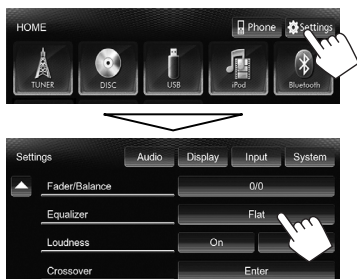 HOME Phone Settings
TUNER DISC USB iPod Bluetooth
Settings Audio Display Input System
Fader/Balance 0/0
Equalizer Flat
Loudness On
Crossover Enter